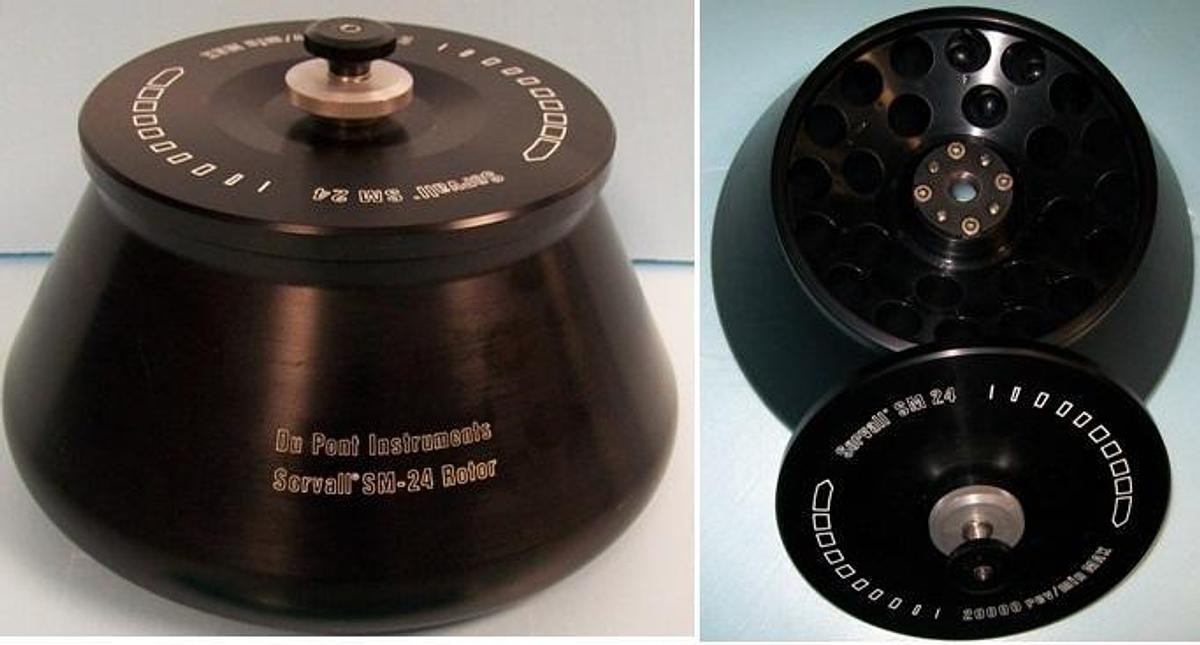 Sorvall® SM 24
Du Pont Instruments
Sorvall® SM-24 Rotor
Sorvall® SM 24
20000 rev/min MAX